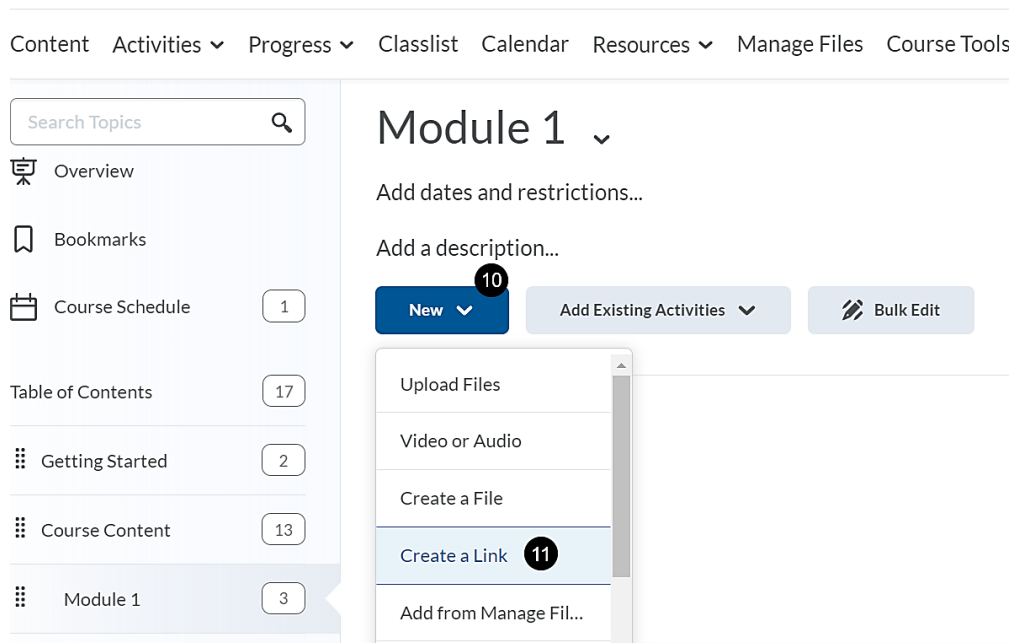 Content Activities Progress Classlist Calendar Resources Manage Files Course Tools
Search Topics
Overview
Bookmarks
Course Schedule 1
Table of Contents 17
Getting Started 2
Course Content 13
Module 1 3
Module 1
Add dates and restrictions...
Add a description...
10
New Add Existing Activities Bulk Edit
Upload Files
Video or Audio
Create a File
Create a Link 11
Add from Manage Fil...